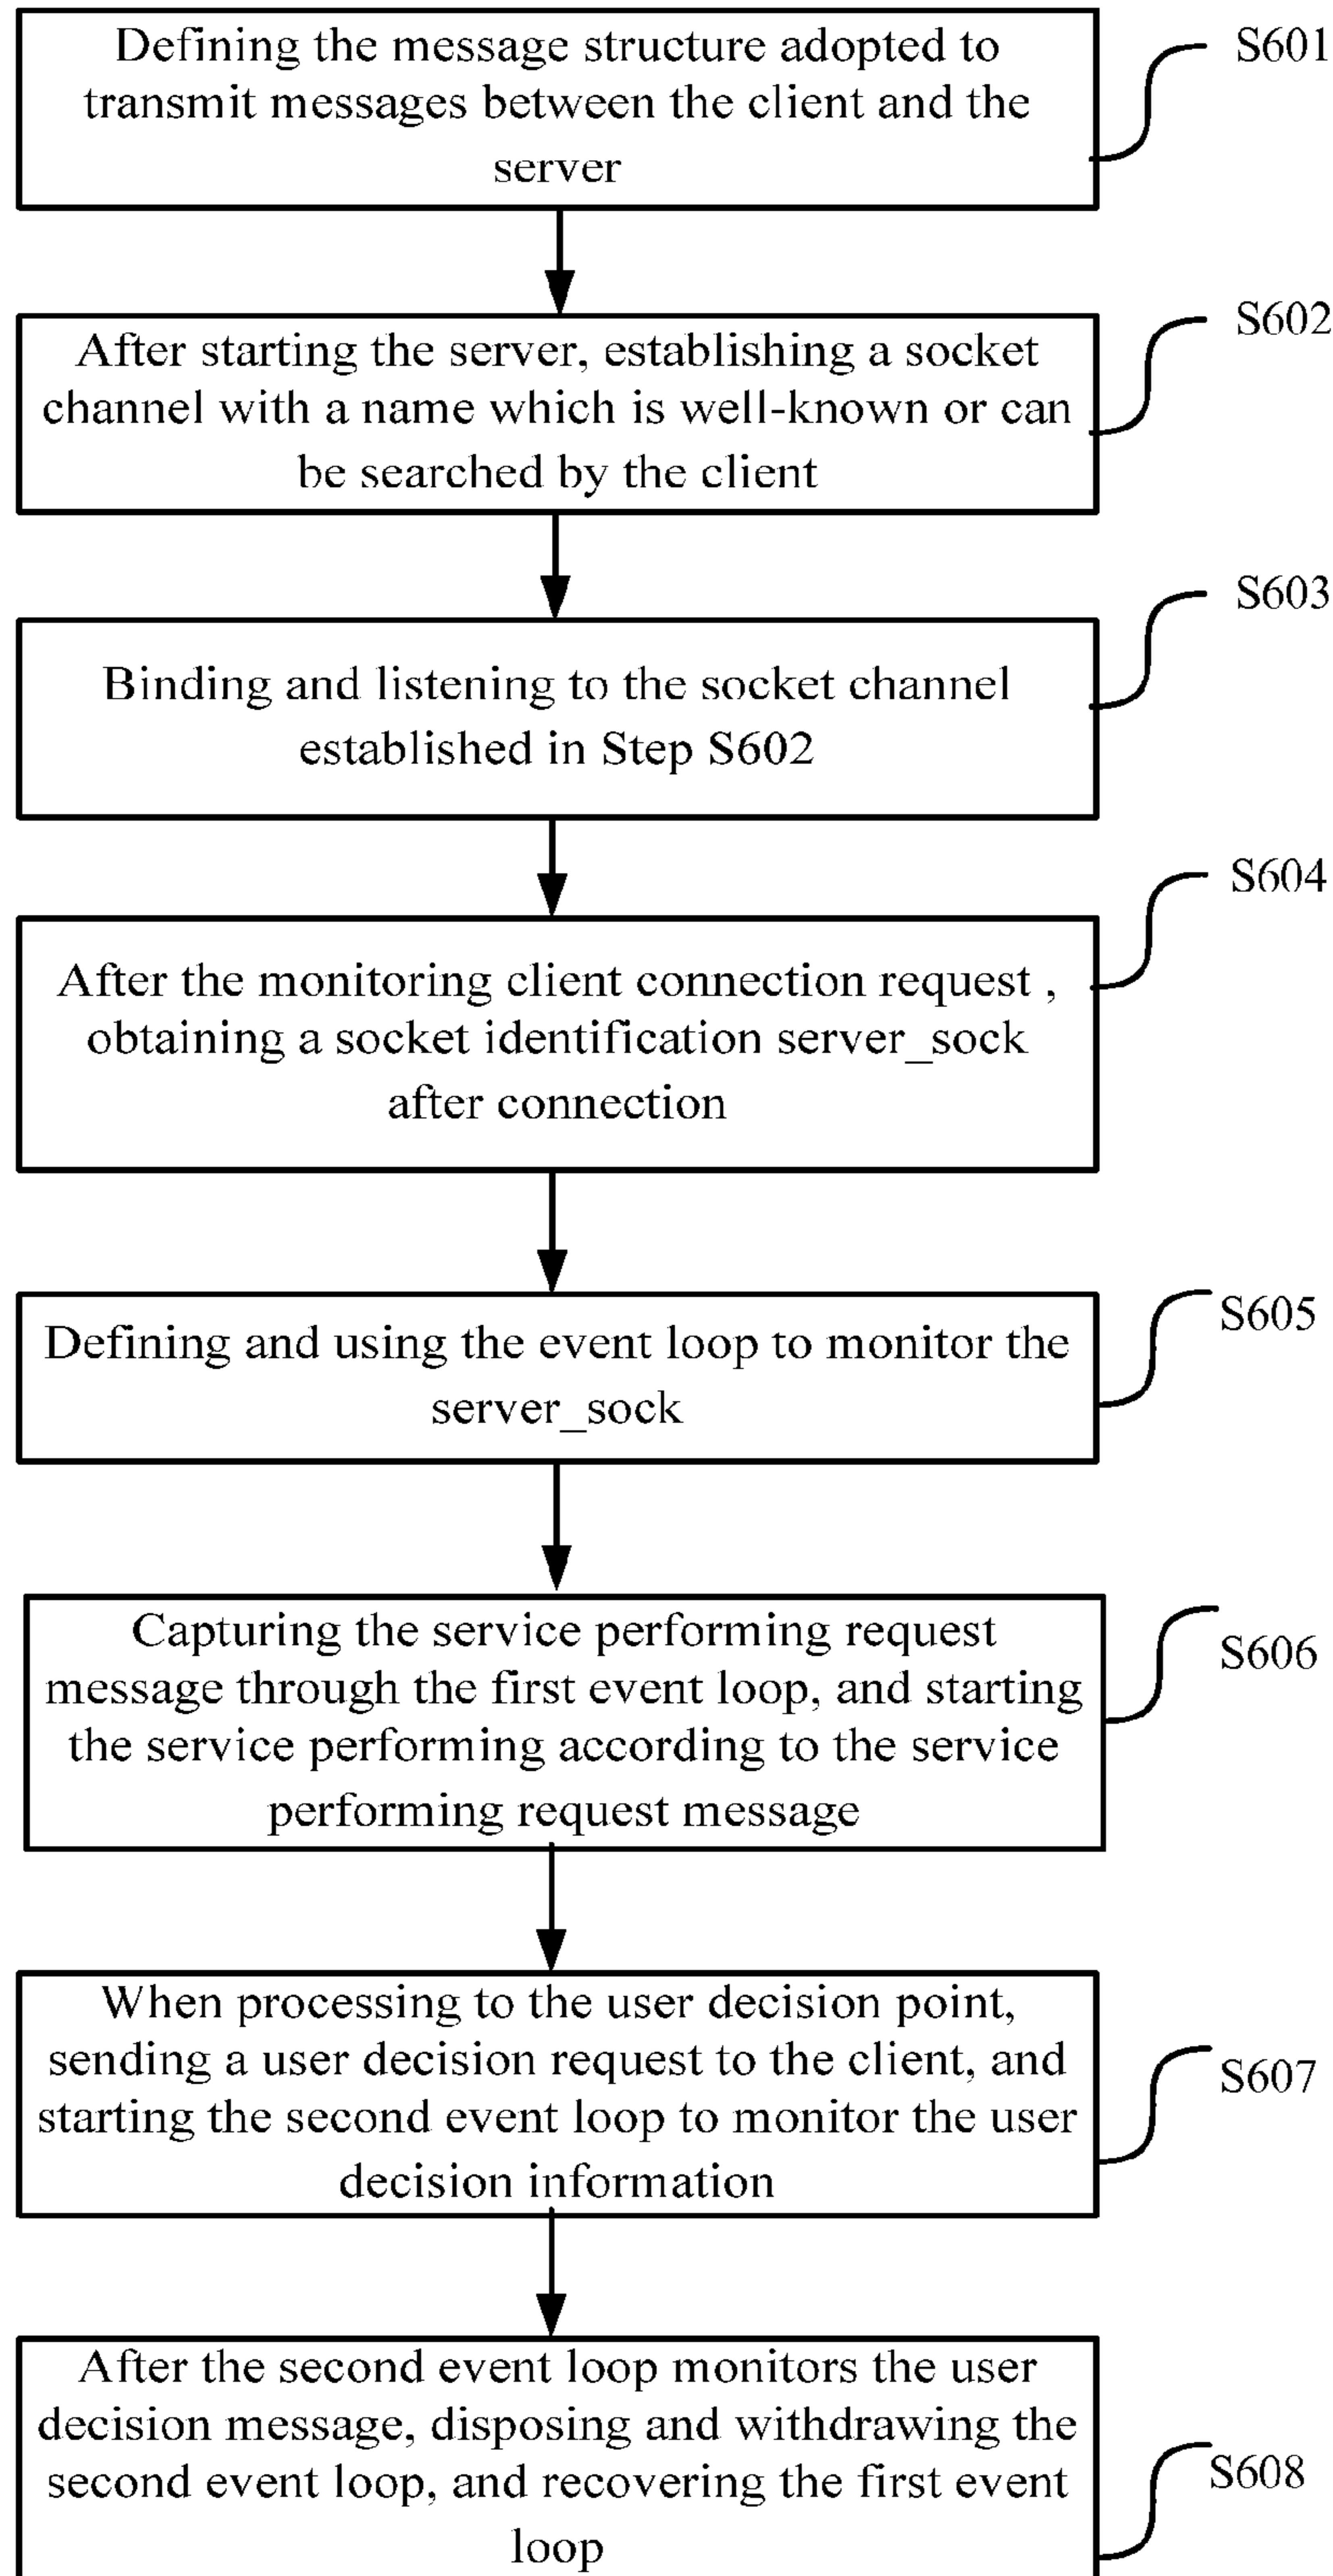 Defining the message structure adopted to
transmit messages between the client and the
server
S601
After starting the server, establishing a socket
channel with a name which is well-known or can
be searched by the client
S602
Binding and listening to the socket channel
established in Step S602
S603
After the monitoring client connection request ,
obtaining a socket identification server_sock
after connection
S604
Defining and using the event loop to monitor the
server_sock
S605
Capturing the service performing request
message through the first event loop, and starting
the service performing according to the service
performing request message
S606
When processing to the user decision point,
sending a user decision request to the client, and
starting the second event loop to monitor the user
decision information
S607
After the second event loop monitors the user
decision message, disposing and withdrawing the
second event loop, and recovering the first event
loop
S608